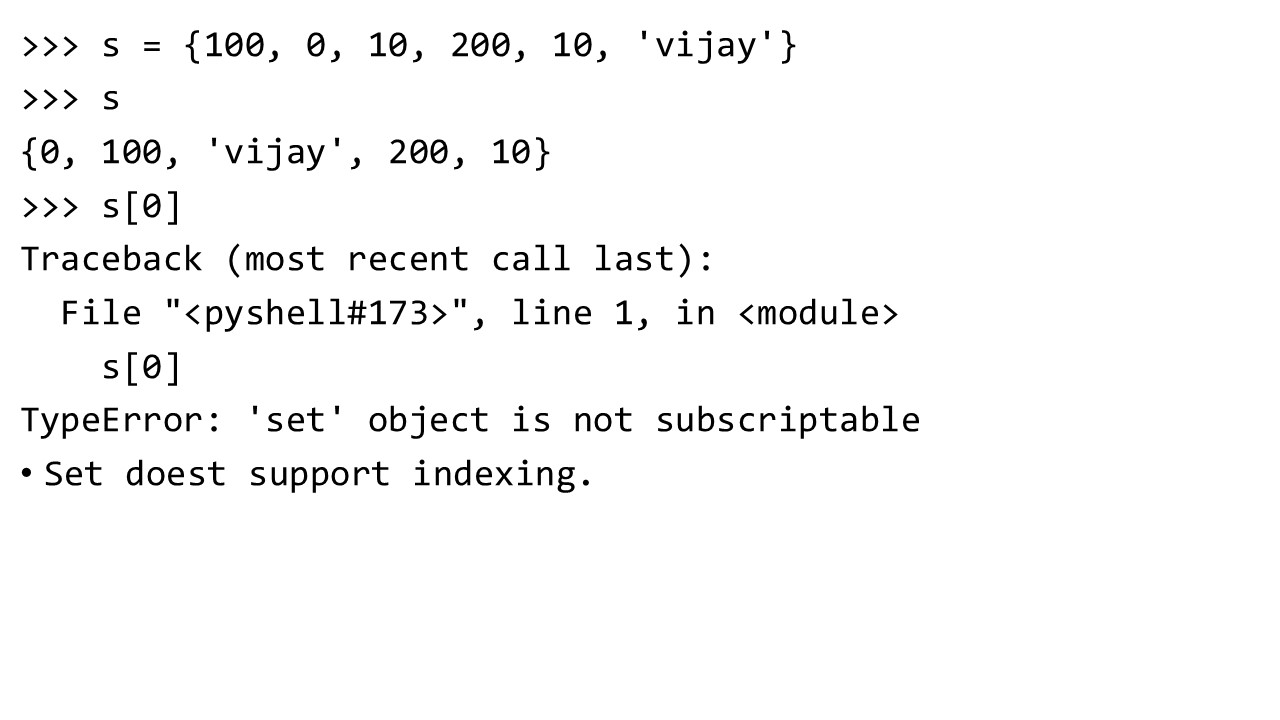 >>> s = {100, 0, 10, 200, 10, 'vijay'}
>>> s
{0, 100, 'vijay', 200, 10}
>>> s[0]
Traceback (most recent call last):
  File "<pyshell#173>", line 1, in <module>
    s[0]
TypeError: 'set' object is not subscriptable
• Set doest support indexing.